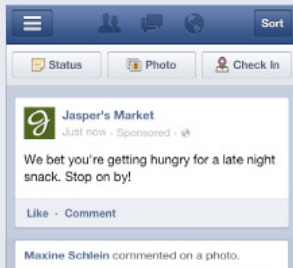 Sort
Status Photo Check In
Jasper's Market
Just now · Sponsored ·
We bet you're getting hungry for a late night
snack. Stop on by!
Like · Comment
Maxine Schlein commented on a photo.